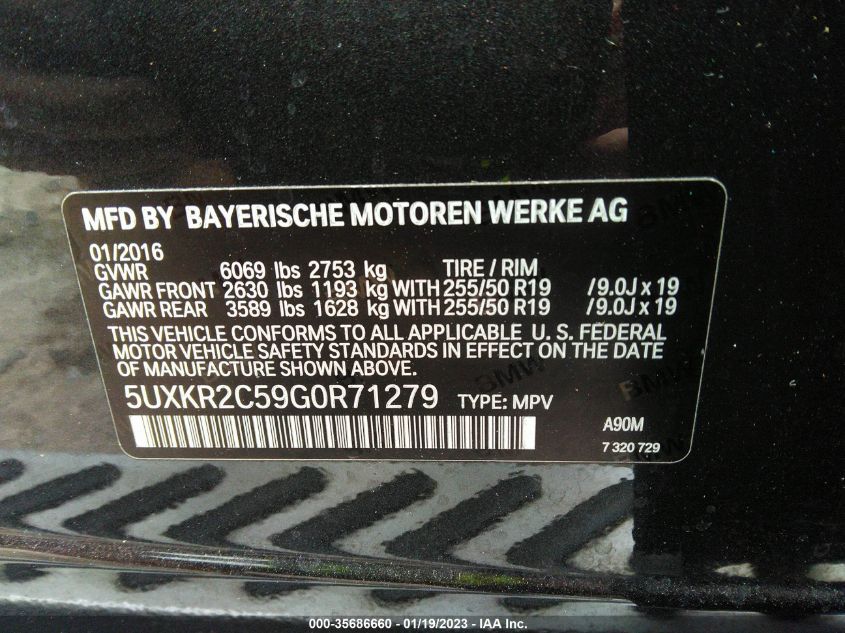 MFD BY BAYERISCHE MOTOREN WERKE AG
01/2016
GVWR 6069 lbs 2753 kg TIRE / RIM
GAWR FRONT 2630 lbs 1193 kg WITH 255/50 R19 /9.0J x 19
GAWR REAR 3589 lbs 1628 kg WITH 255/50 R19 /9.0J x 19
THIS VEHICLE CONFORMS TO ALL APPLICABLE U. S. FEDERAL
MOTOR VEHICLE SAFETY STANDARDS IN EFFECT ON THE DATE
OF MANUFACTURE SHOWN ABOVE.
5UXKR2C59G0R71279 TYPE: MPV
A90M
7 320 729
000-35686660 - 01/19/2023 - IAA Inc.